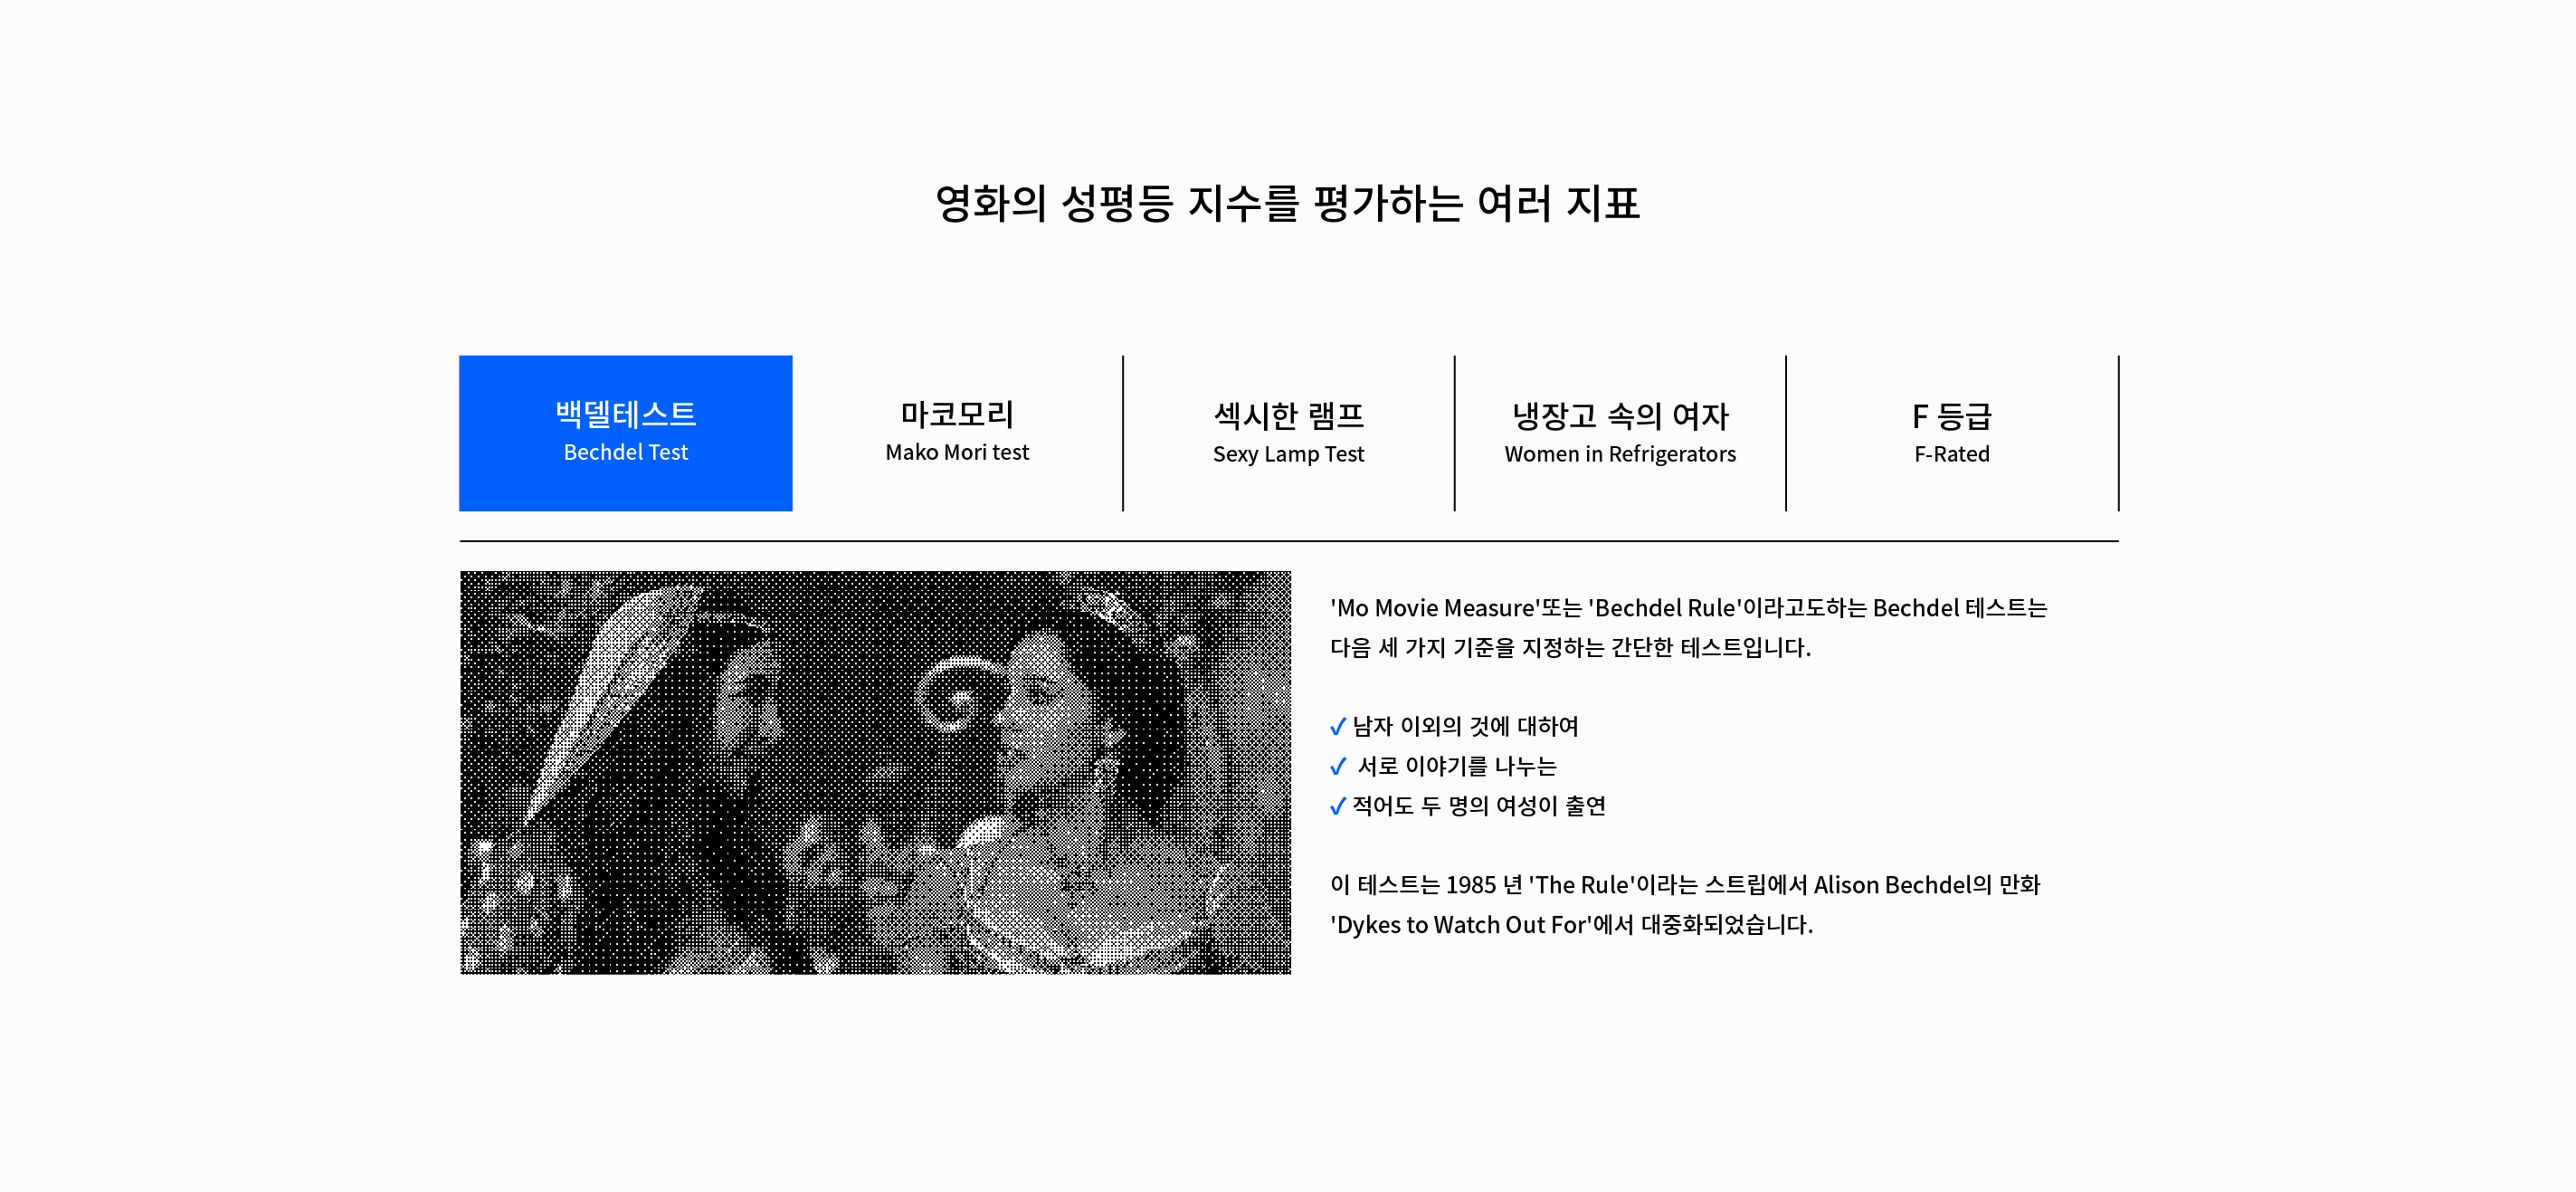 영화의 성평등 지수를 평가하는 여러 지표
백델테스트
Bechdel Test
마코모리
Mako Mori test
섹시한 램프
Sexy Lamp Test
냉장고 속의 여자
Women in Refrigerators
F 등급
F-Rated
'Mo Movie Measure'또는 'Bechdel Rule'이라고도하는 Bechdel 테스트는
다음 세 가지 기준을 지정하는 간단한 테스트입니다.
✓ 남자 이외의 것에 대하여
✓ 서로 이야기를 나누는
✓ 적어도 두 명의 여성이 출연
이 테스트는 1985 년 'The Rule'이라는 스트립에서 Alison Bechdel의 만화
'Dykes to Watch Out For'에서 대중화되었습니다.